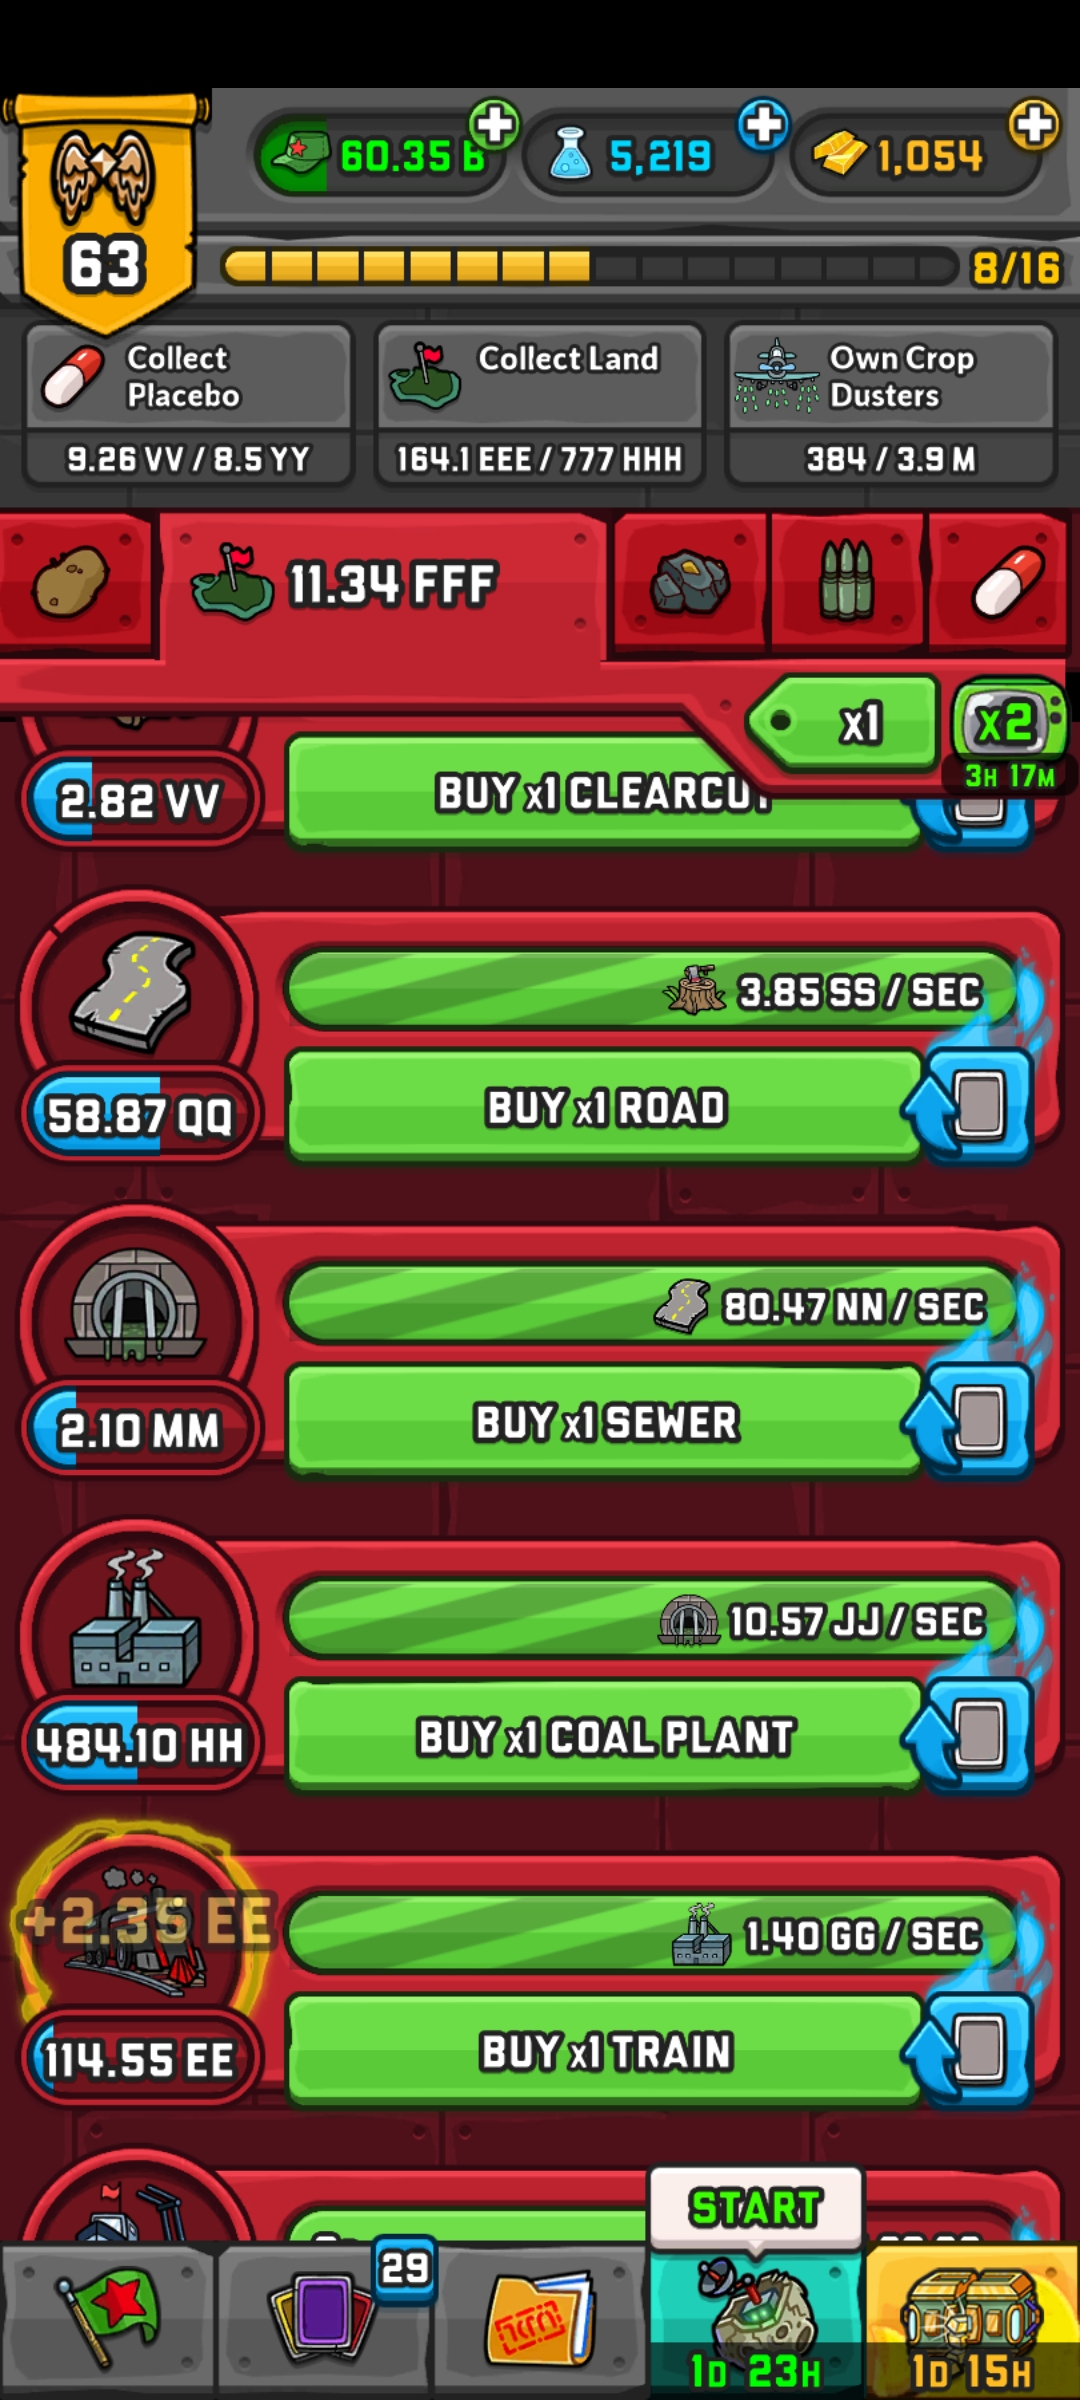 60.35 B
5,219
1,054
63
8/16
Collect
Placebo
9.26 VV / 8.5 YY
Collect Land
164.1 EEE / 777 HHH
Own Crop
Dusters
384 / 3.9 M
11.34 FFF
x1
x2
3H 17M
2.82 VV
BUY x1 CLEARCUT
3.85 SS / SEC
58.87 QQ
BUY x1 ROAD
80.47 NN / SEC
2.10 MM
BUY x1 SEWER
10.57 JJ / SEC
484.10 HH
BUY x1 COAL PLANT
+2.35 EE
1.40 GG / SEC
114.55 EE
BUY x1 TRAIN
START
29
1D 23H
1D 15H